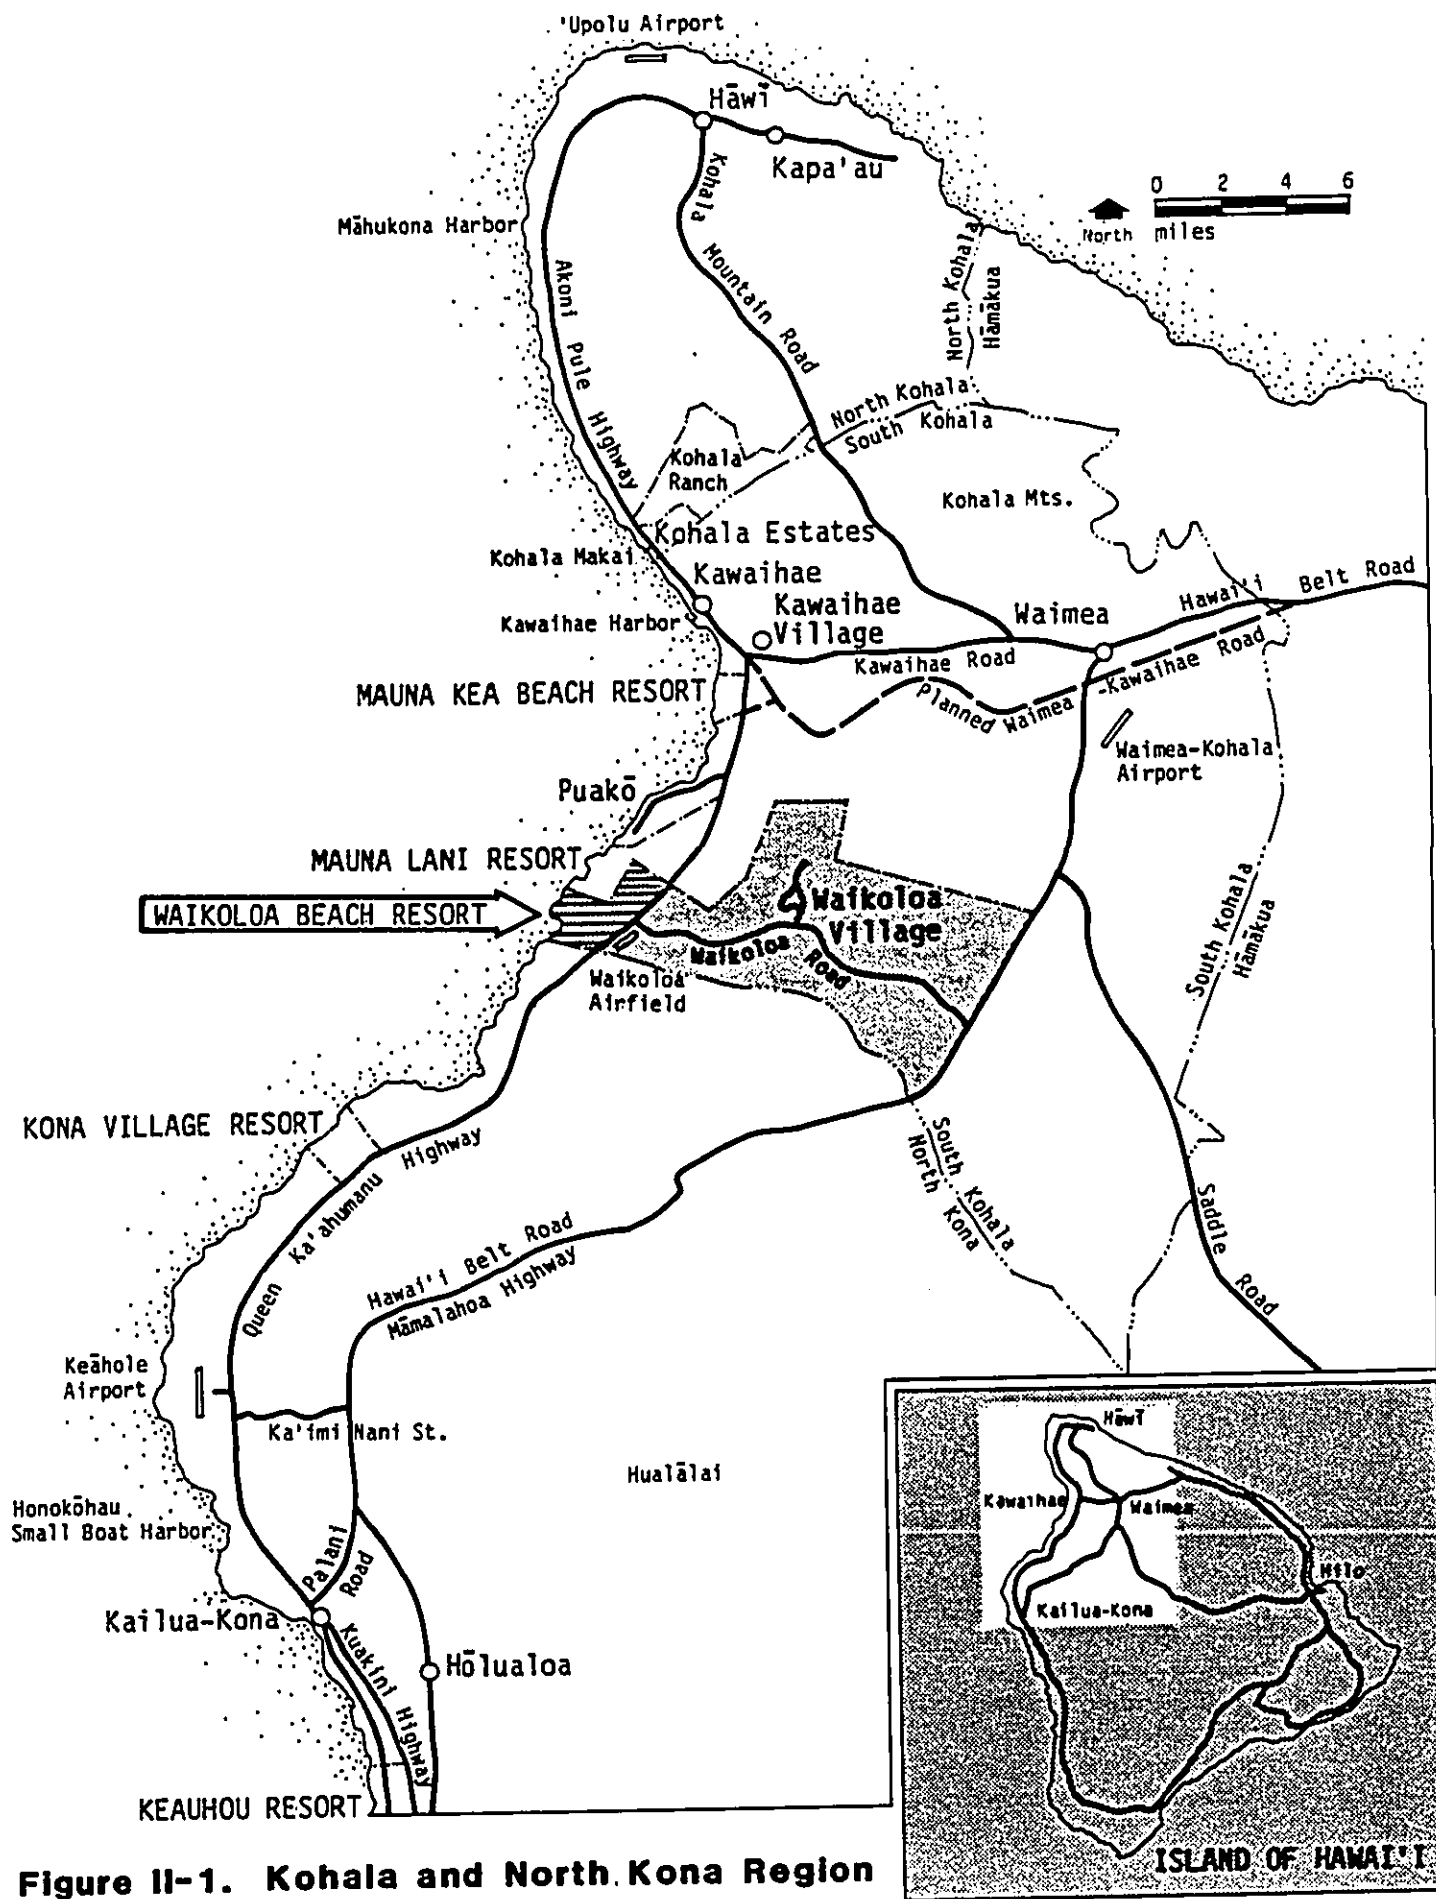 'Upolu Airport
Hāwī
Kapa'au
0 2 4 6
North miles
Māhukona Harbor
Kohala Mountain Road
Akoni Pule Highway
North Kohala
Hāmākua
North Kohala
South Kohala
Kohala
Ranch
Kohala Mts.
Kohala Estates
Kohala Makai
Kawaihae
Kawaihae
Village
Kawaihae Harbor
Waimea
Hawai'i Belt Road
Kawaihae Road
Planned Waimea-Kawaihae Road
MAUNA KEA BEACH RESORT
Waimea-Kohala
Airport
Puakō
MAUNA LANI RESORT
WAIKOLOA BEACH RESORT
Waikoloa
Village
Waikoloa Road
Waikoloa
Airfield
South Kohala
Hāmākua
KONA VILLAGE RESORT
Queen Ka'ahumanu Highway
South Kohala
North Kona
Saddle Road
Hawai'i Belt Road
Māmalahoa Highway
Keāhole
Airport
Ka'imi Nani St.
Hualālai
Honokōhau
Small Boat Harbor
Palani
Road
Kailua-Kona
Kuakini Highway
Hōlualoa
KEAUHOU RESORT
Hāwī
Kawaihae
Waimea
Hilo
Kailua-Kona
ISLAND OF HAWAI'I
Figure II-1. Kohala and North Kona Region